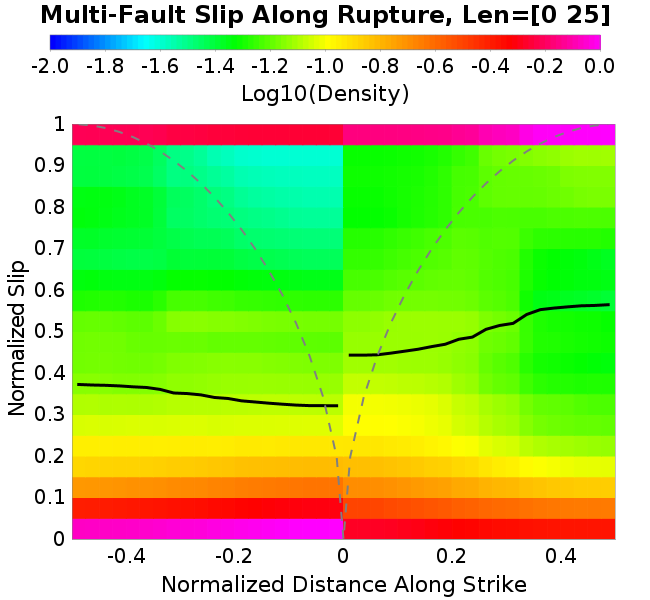 Multi-Fault Slip Along Rupture, Len=[0 25]
-2.0 -1.8 -1.6 -1.4 -1.2 -1.0 -0.8 -0.6 -0.4 -0.2 0.0
Log10(Density)
1
0.9
0.8
0.7
0.6
0.5
0.4
0.3
0.2
0.1
0
Normalized Slip
-0.4 -0.2 0 0.2 0.4
Normalized Distance Along Strike